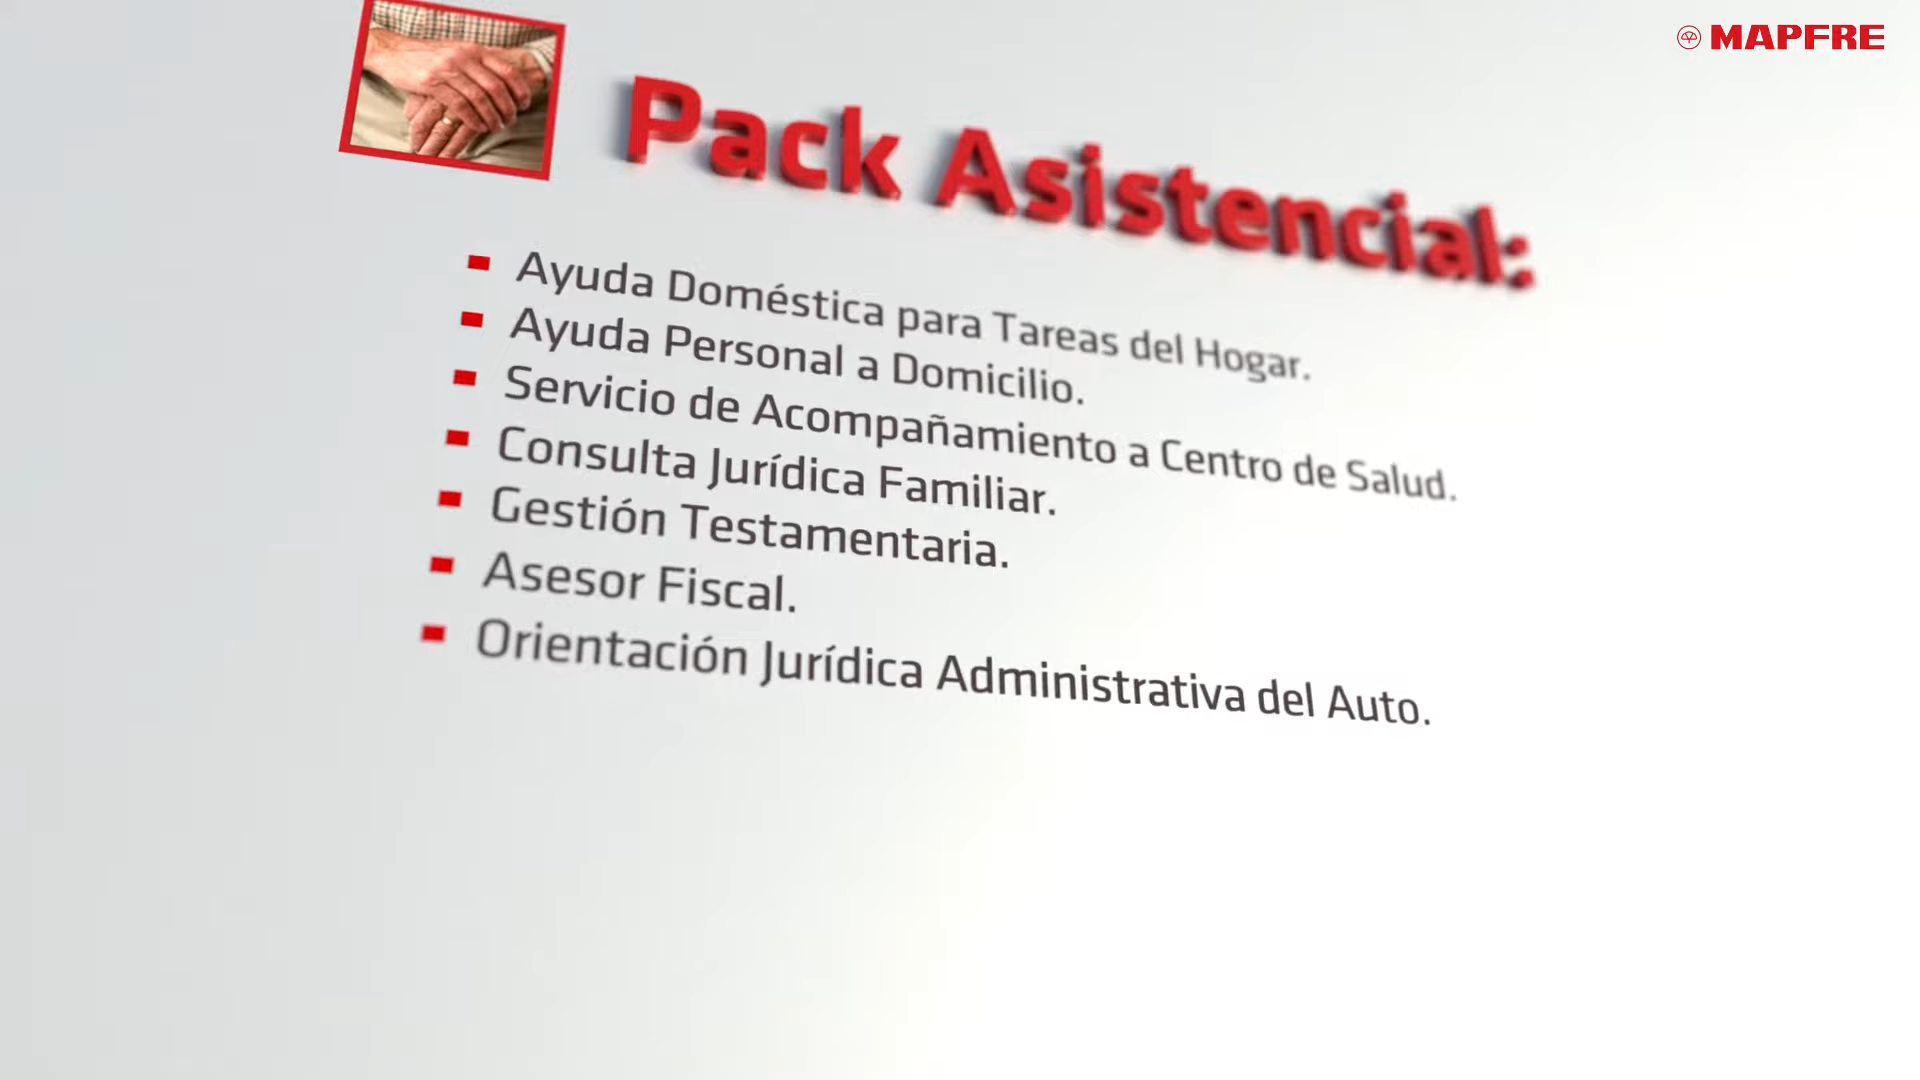 MAPFRE
Pack Asistencial:
Ayuda Doméstica para Tareas del Hogar.
Ayuda Personal a Domicilio.
Servicio de Acompañamiento a Centro de Salud.
Consulta Jurídica Familiar.
Gestión Testamentaria.
Asesor Fiscal.
Orientación Jurídica Administrativa del Auto.